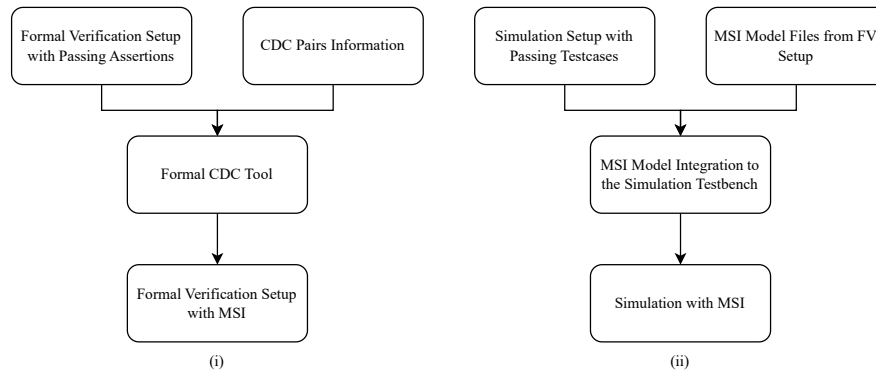 Formal Verification Setup
with Passing Assertions
CDC Pairs Information
Formal CDC Tool
Formal Verification Setup
with MSI
(i)
Simulation Setup with
Passing Testcases
MSI Model Files from FV
Setup
MSI Model Integration to
the Simulation Testbench
Simulation with MSI
(ii)